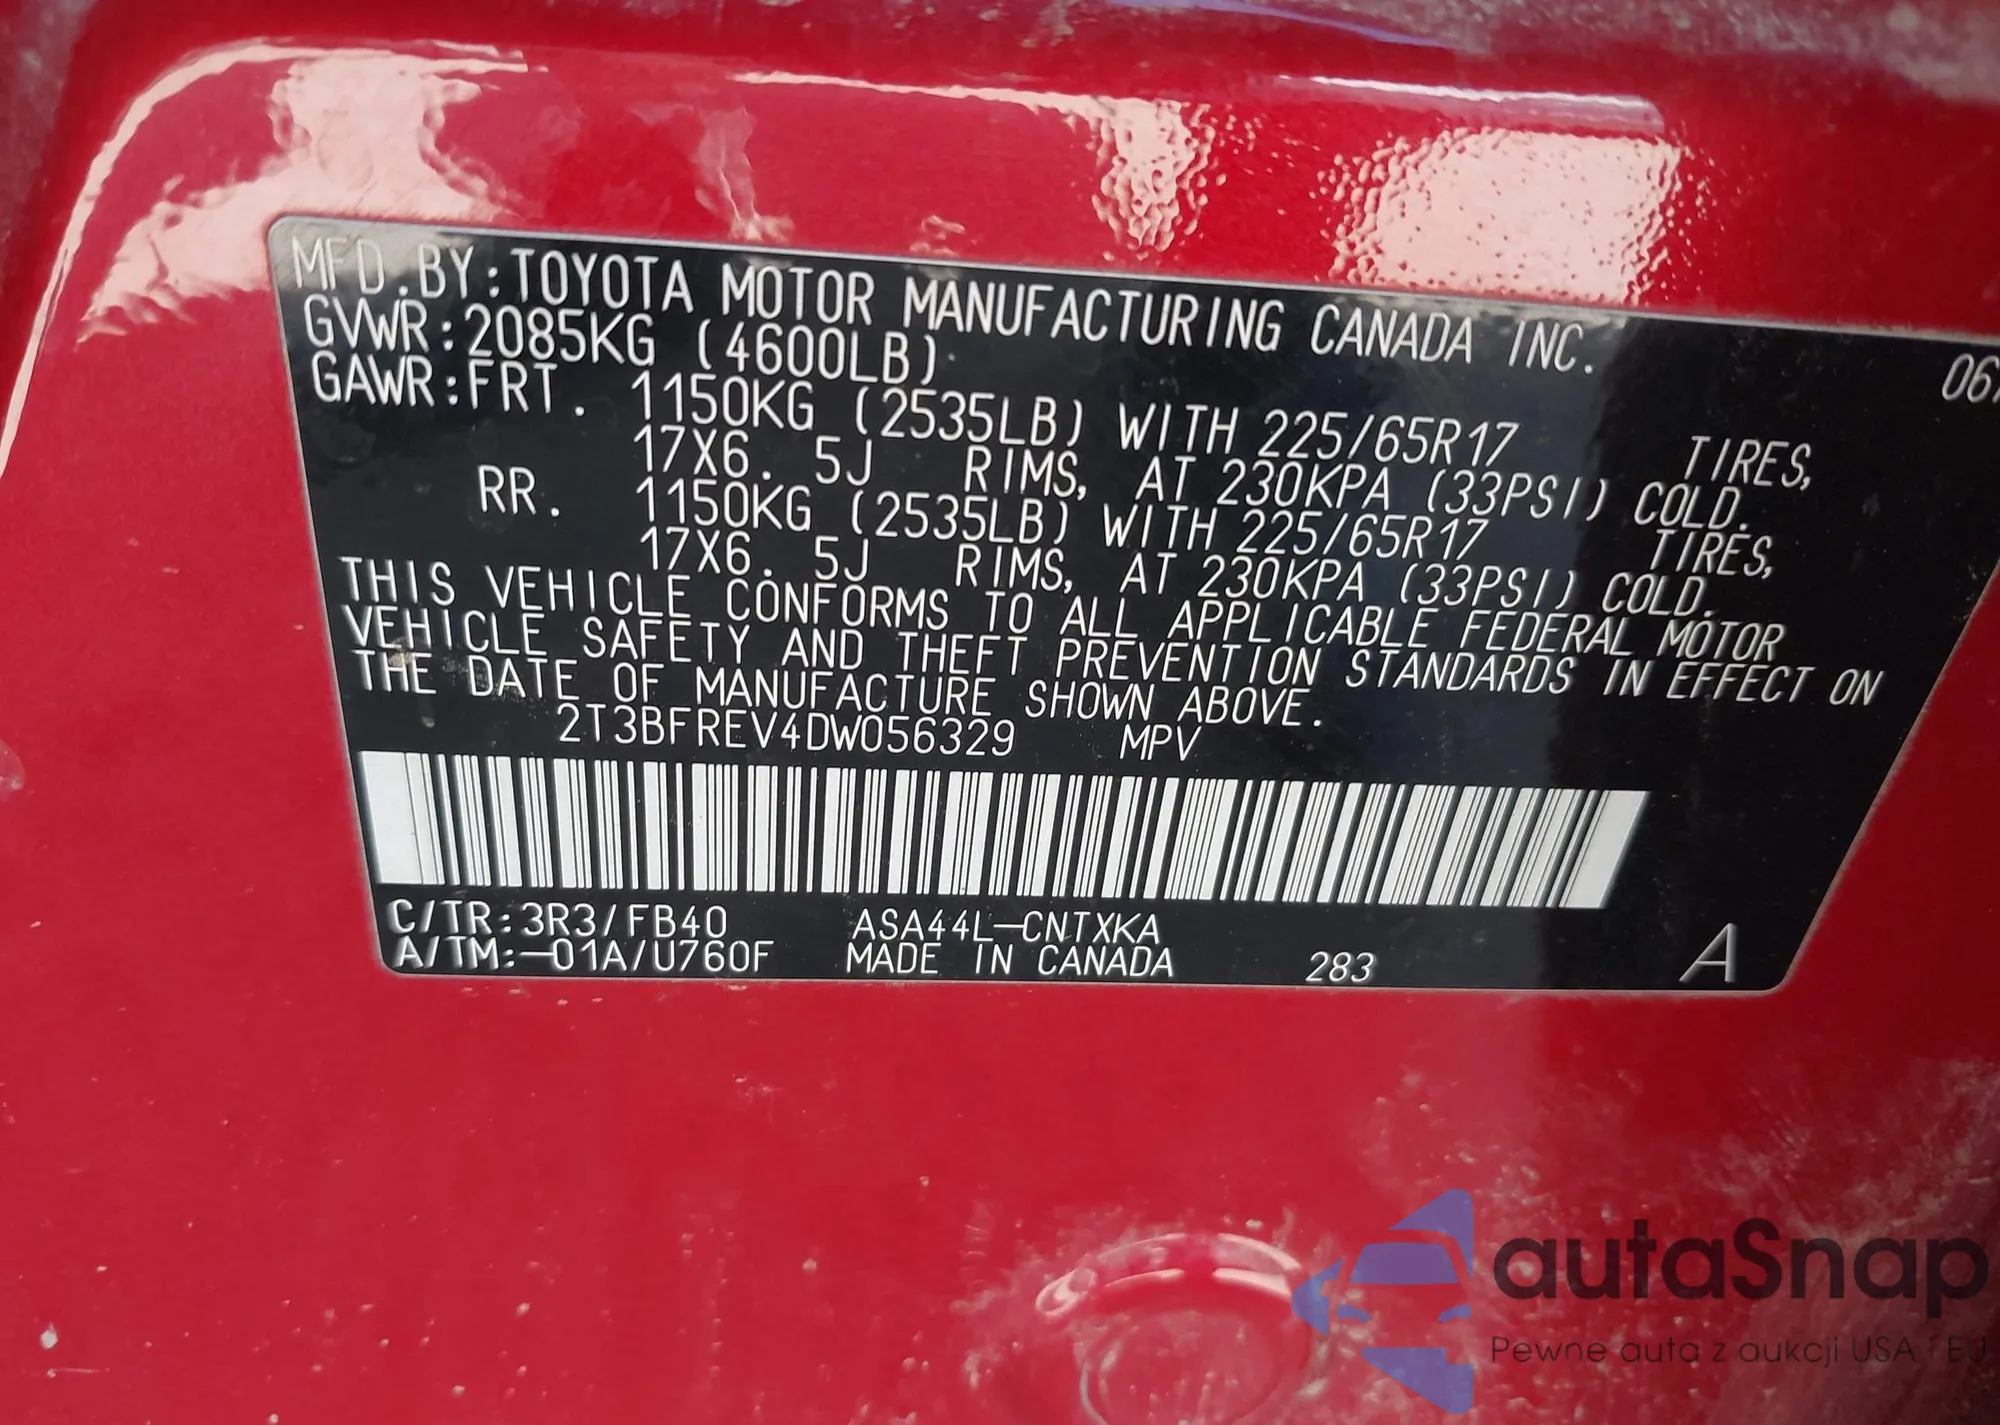 MFD.BY:TOYOTA MOTOR MANUFACTURING CANADA INC. 06/
GVWR:2085KG (4600LB)
GAWR:FRT. 1150KG (2535LB) WITH 225/65R17 TIRES,
17X6.5J RIMS, AT 230KPA (33PSI) COLD.
RR. 1150KG (2535LB) WITH 225/65R17 TIRES,
17X6.5J RIMS, AT 230KPA (33PSI) COLD.
THIS VEHICLE CONFORMS TO ALL APPLICABLE FEDERAL MOTOR
VEHICLE SAFETY AND THEFT PREVENTION STANDARDS IN EFFECT ON
THE DATE OF MANUFACTURE SHOWN ABOVE.
2T3BFREV4DW056329 MPV
C/TR:3R3/FB40 ASA44L-CNTXKA
A/TM:-01A/U760F MADE IN CANADA 283 A
autaSnap
Pewne auta z aukcji USA i EU